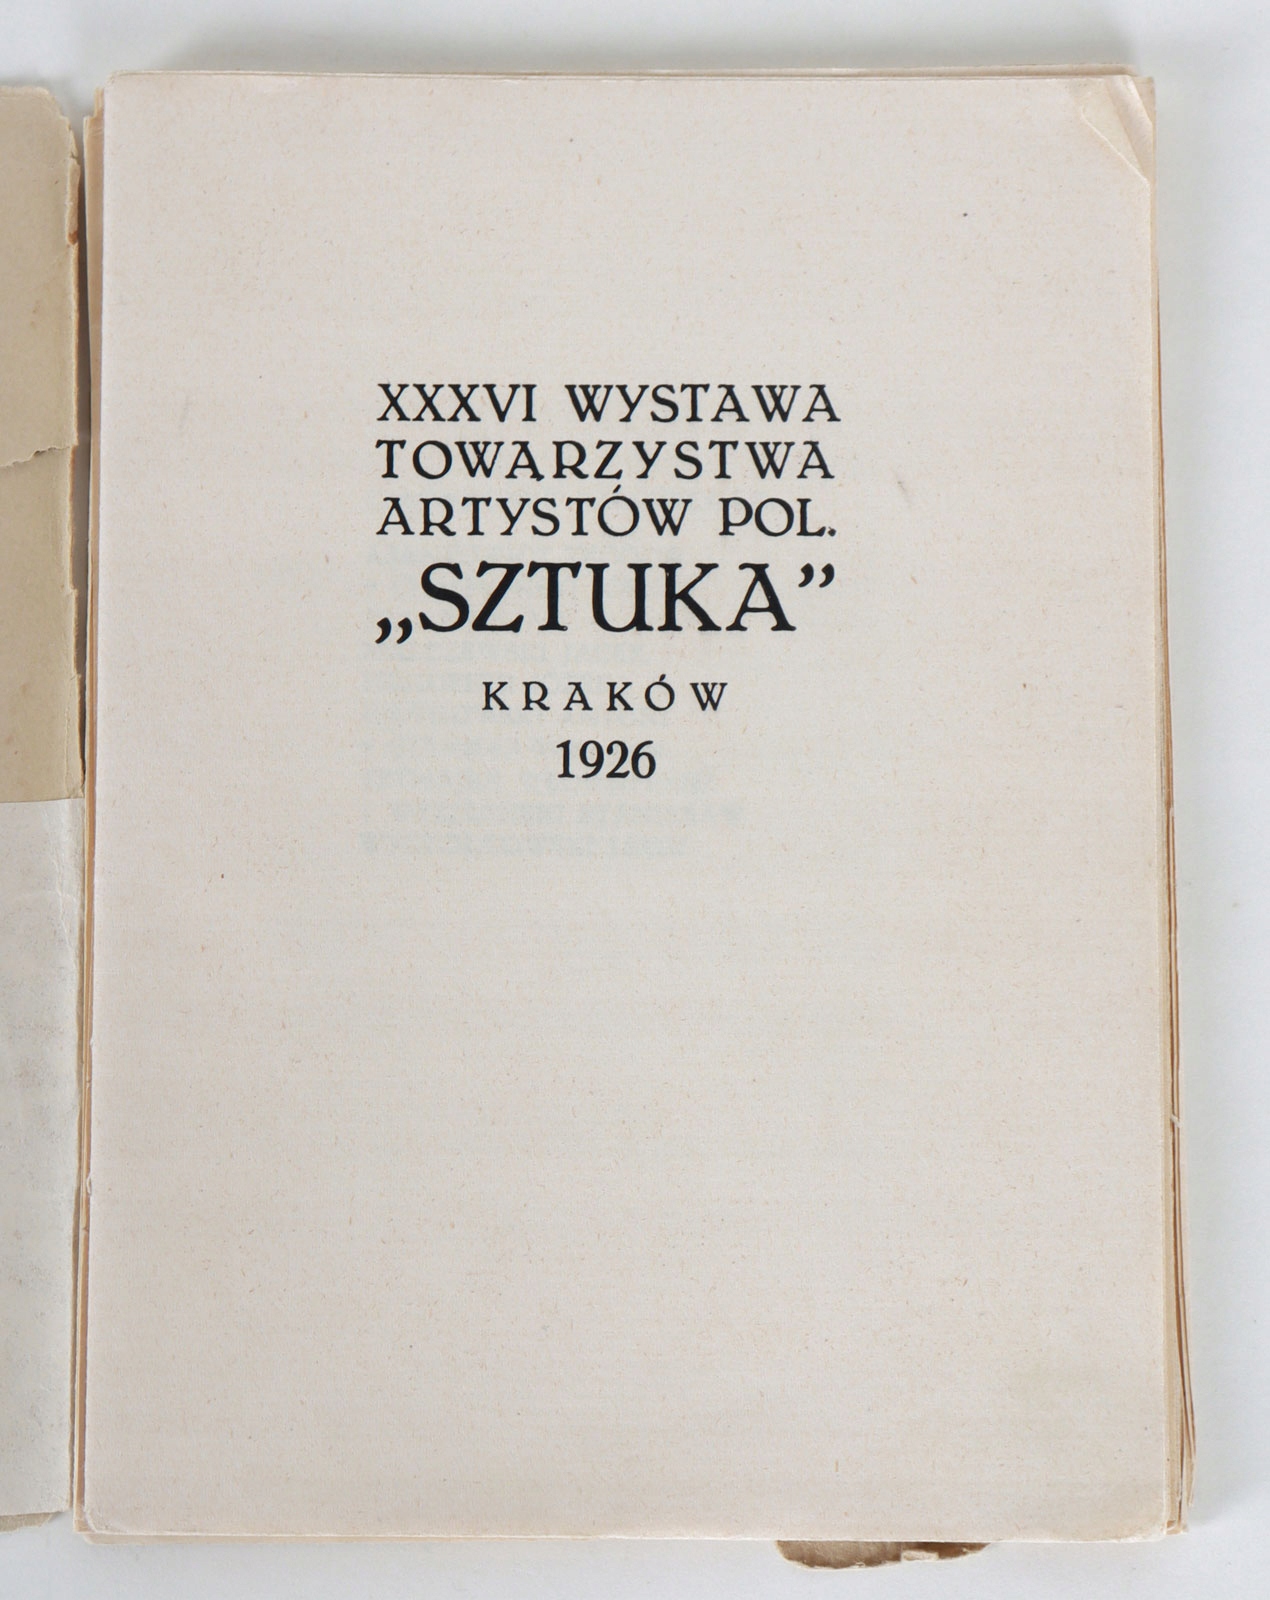 XXXVI WYSTAWA
TOWARZYSTWA
ARTYSTÓW POL.
„SZTUKA”
KRAKÓW
1926